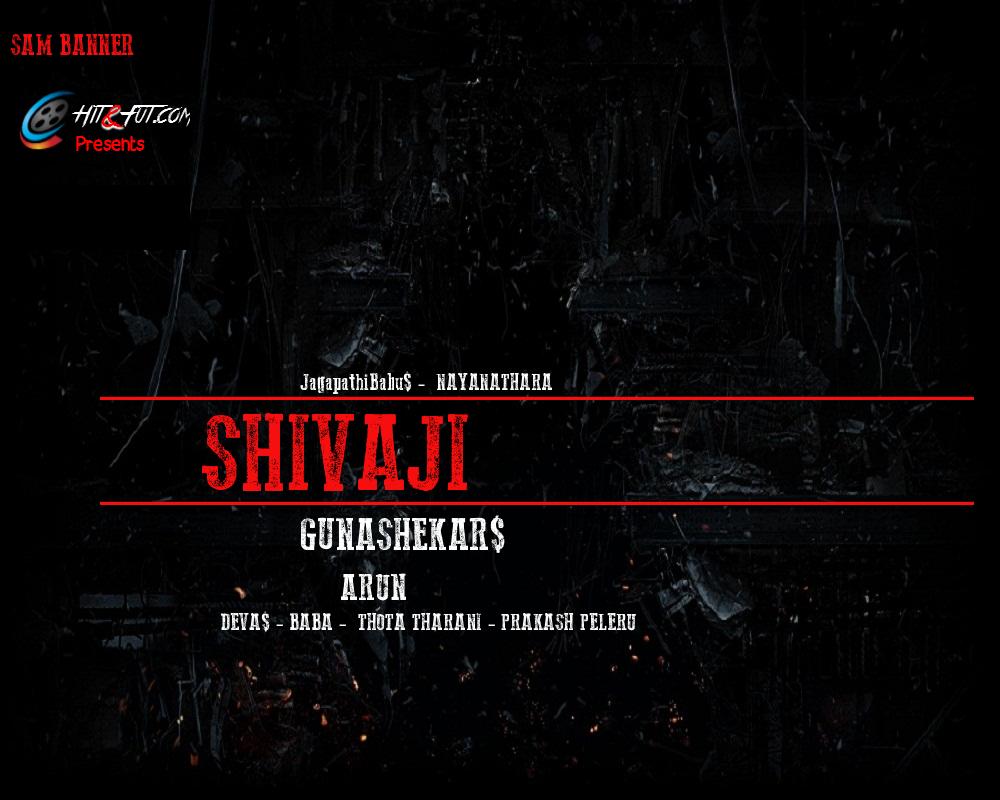 SAM BANNER
HIT&FUT.COM
Presents
JagapathiBabu$ - NAYANATHARA
SHIVAJI
GUNASHEKAR$
ARUN
DEVA$ - BABA - THOTA THARANI - PRAKASH PELERU